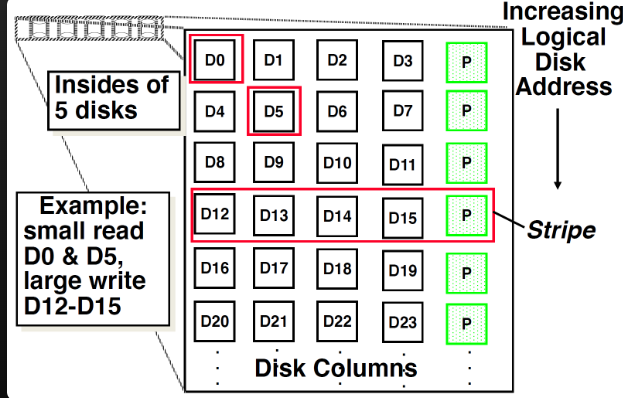 Increasing
Logical
Disk
Address
Insides of
5 disks
D0 D1 D2 D3 P
D4 D5 D6 D7 P
D8 D9 D10 D11 P
Example:
small read
D0 & D5,
large write
D12-D15
D12 D13 D14 D15 P
Stripe
D16 D17 D18 D19 P
D20 D21 D22 D23 P
Disk Columns